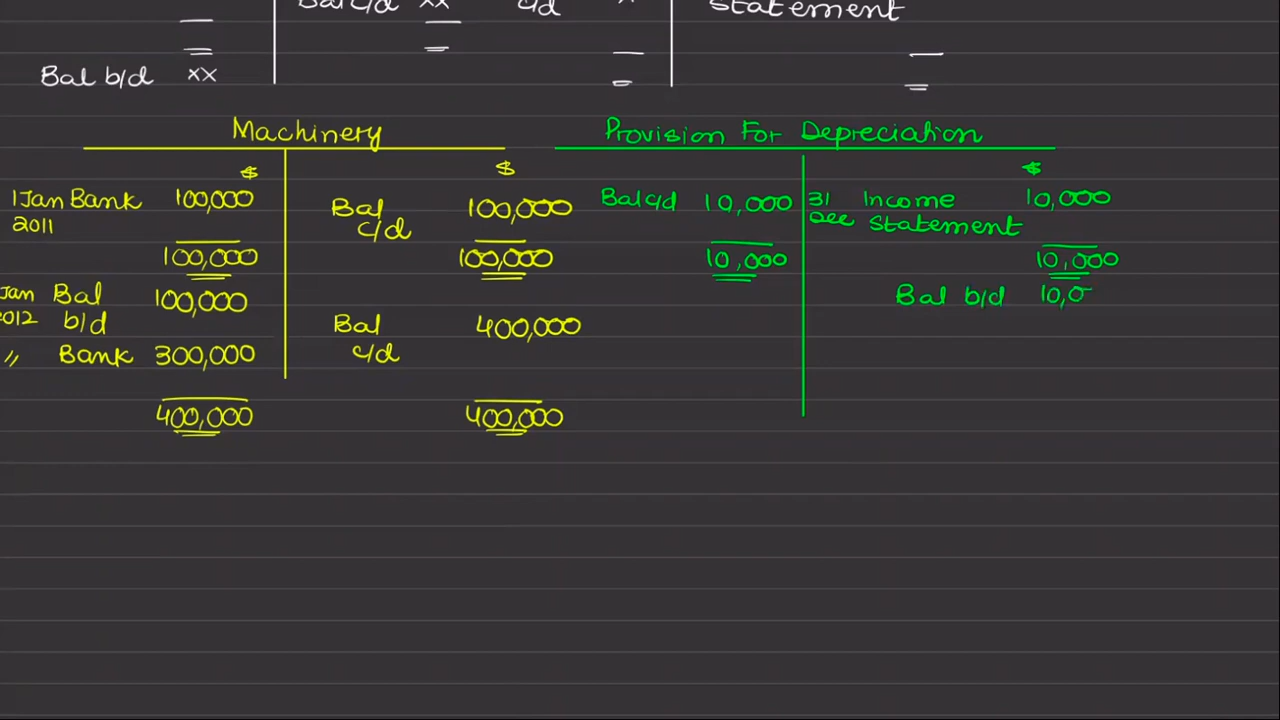 Bal c/d xx c/d x statement
Bal b/d xx
Machinery
$ $
1 Jan Bank 100,000 Bal 100,000
2011 c/d
100,000 100,000
Jan Bal 100,000
2012 b/d Bal 400,000
" Bank 300,000 c/d
400,000 400,000
Provision For Depreciation
$
Bal c/d 10,000 31 Income 10,000
Dec statement
10,000 10,000
Bal b/d 10,0